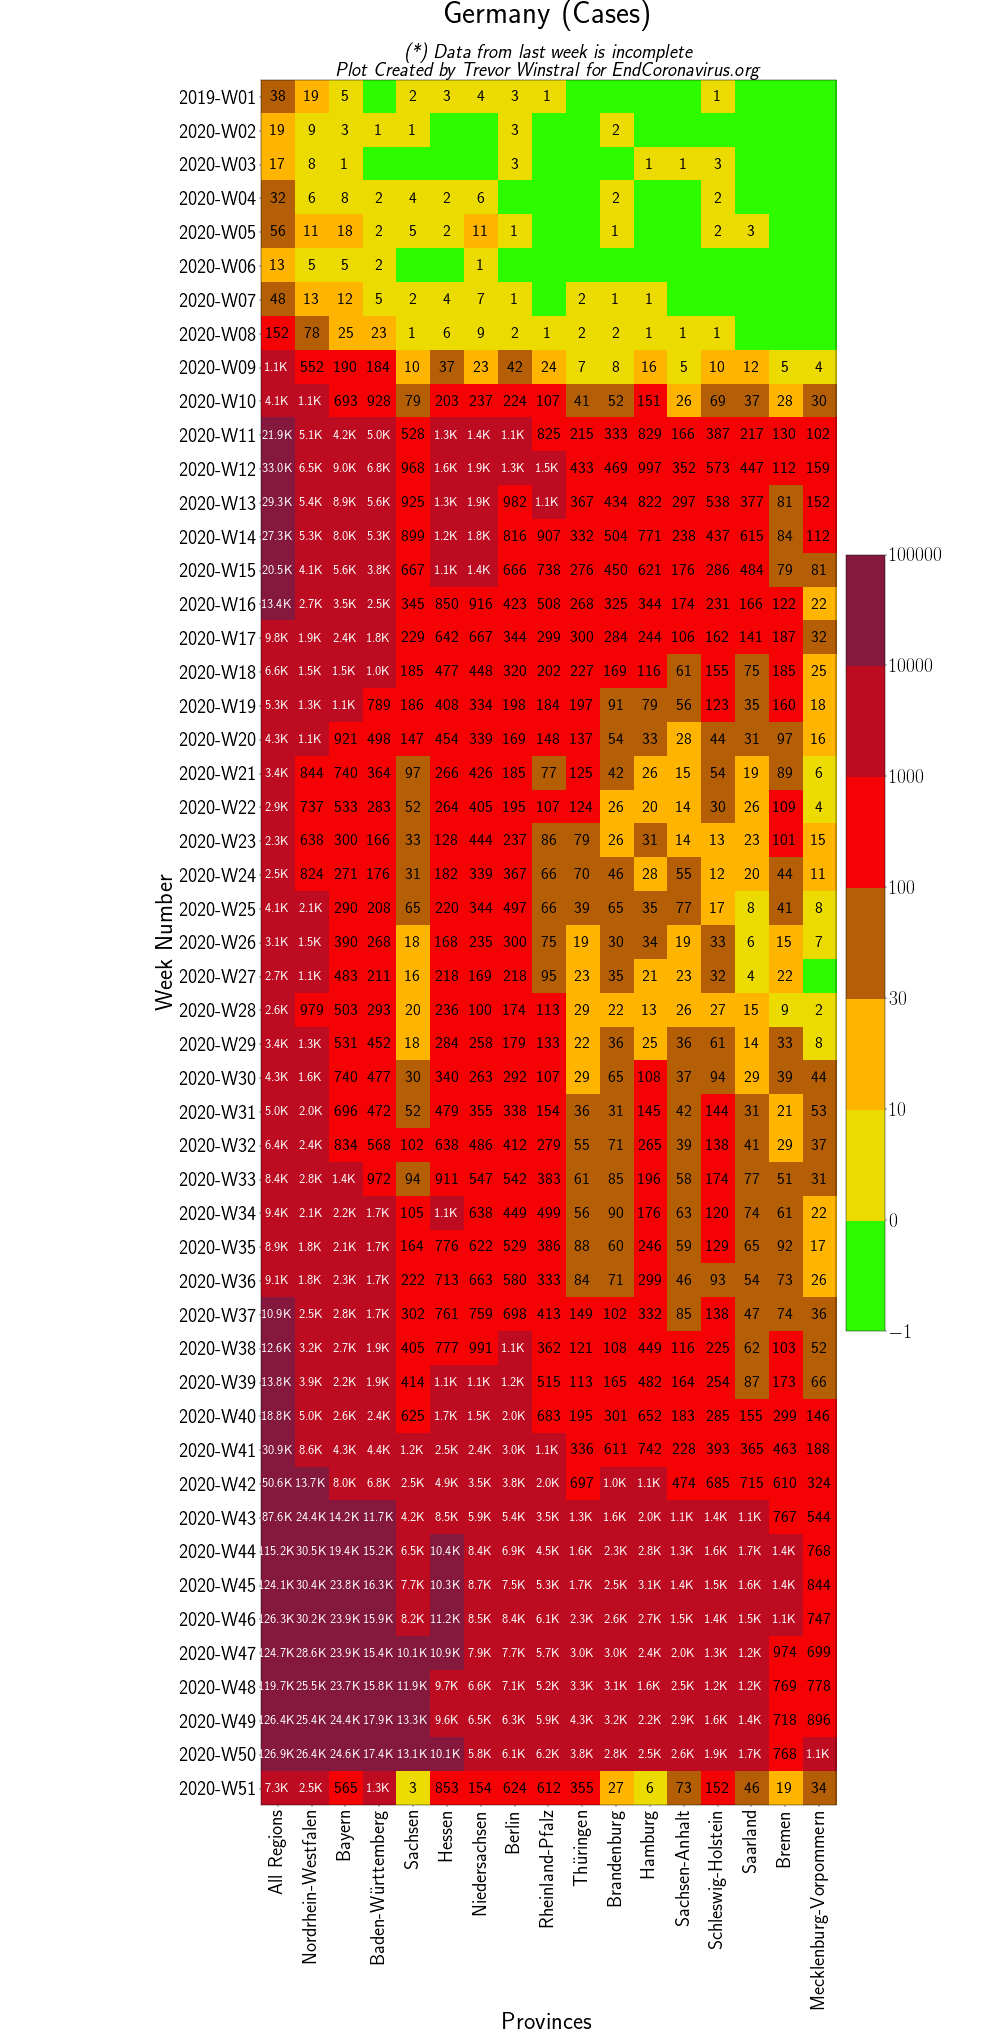 Germany (Cases)
(*) Data from last week is incomplete
Plot Created by Trevor Winstral for EndCoronavirus.org
2019-W01 38 19 5 2 3 4 3 1 1
2020-W02 19 9 3 1 1 3 2
2020-W03 17 8 1 3 1 1 3
2020-W04 32 6 8 2 4 2 6 2 2
2020-W05 56 11 18 2 5 2 11 1 1 2 3
2020-W06 13 5 5 2 1
2020-W07 48 13 12 5 2 4 7 1 2 1 1
2020-W08 152 78 25 23 1 6 9 2 1 2 2 1 1 1
2020-W09 1.1K 552 190 184 10 37 23 42 24 7 8 16 5 10 12 5 4
2020-W10 4.1K 1.1K 693 928 79 203 237 224 107 41 52 151 26 69 37 28 30
2020-W11 21.9K 5.1K 4.2K 5.0K 528 1.3K 1.4K 1.1K 825 215 333 829 166 387 217 130 102
2020-W12 33.0K 6.5K 9.0K 6.8K 968 1.6K 1.9K 1.3K 1.5K 433 469 997 352 573 447 112 159
2020-W13 29.3K 5.4K 8.9K 5.6K 925 1.3K 1.9K 982 1.1K 367 434 822 297 538 377 81 152
2020-W14 27.3K 5.3K 8.0K 5.3K 899 1.2K 1.8K 816 907 332 504 771 238 437 615 84 112
2020-W15 20.5K 4.1K 5.6K 3.8K 667 1.1K 1.4K 666 738 276 450 621 176 286 484 79 81
2020-W16 13.4K 2.7K 3.5K 2.5K 345 850 916 423 508 268 325 344 174 231 166 122 22
2020-W17 9.8K 1.9K 2.4K 1.8K 229 642 667 344 299 300 284 244 106 162 141 187 32
2020-W18 6.6K 1.5K 1.5K 1.0K 185 477 448 320 202 227 169 116 61 155 75 185 25
2020-W19 5.3K 1.3K 1.1K 789 186 408 334 198 184 197 91 79 56 123 35 160 18
2020-W20 4.3K 1.1K 921 498 147 454 339 169 148 137 54 33 28 44 31 97 16
2020-W21 3.4K 844 740 364 97 266 426 185 77 125 42 26 15 54 19 89 6
2020-W22 2.9K 737 533 283 52 264 405 195 107 124 26 20 14 30 26 109 4
2020-W23 2.3K 638 300 166 33 128 444 237 86 79 26 31 14 13 23 101 15
2020-W24 2.5K 824 271 176 31 182 339 367 66 70 46 28 55 12 20 44 11
2020-W25 4.1K 2.1K 290 208 65 220 344 497 66 39 65 35 77 17 8 41 8
2020-W26 3.1K 1.5K 390 268 18 168 235 300 75 19 30 34 19 33 6 15 7
2020-W27 2.7K 1.1K 483 211 16 218 169 218 95 23 35 21 23 32 4 22
2020-W28 2.6K 979 503 293 20 236 100 174 113 29 22 13 26 27 15 9 2
2020-W29 3.4K 1.3K 531 452 18 284 258 179 133 22 36 25 36 61 14 33 8
2020-W30 4.3K 1.6K 740 477 30 340 263 292 107 29 65 108 37 94 29 39 44
2020-W31 5.0K 2.0K 696 472 52 479 355 338 154 36 31 145 42 144 31 21 53
2020-W32 6.4K 2.4K 834 568 102 638 486 412 279 55 71 265 39 138 41 29 37
2020-W33 8.4K 2.8K 1.4K 972 94 911 547 542 383 61 85 196 58 174 77 51 31
2020-W34 9.4K 2.1K 2.2K 1.7K 105 1.1K 638 449 499 56 90 176 63 120 74 61 22
2020-W35 8.9K 1.8K 2.1K 1.7K 164 776 622 529 386 88 60 246 59 129 65 92 17
2020-W36 9.1K 1.8K 2.3K 1.7K 222 713 663 580 333 84 71 299 46 93 54 73 26
2020-W37 10.9K 2.5K 2.8K 1.7K 302 761 759 698 413 149 102 332 85 138 47 74 36
2020-W38 12.6K 3.2K 2.7K 1.9K 405 777 991 1.1K 362 121 108 449 116 225 62 103 52
2020-W39 13.8K 3.9K 2.2K 1.9K 414 1.1K 1.1K 1.2K 515 113 165 482 164 254 87 173 66
2020-W40 18.8K 5.0K 2.6K 2.4K 625 1.7K 1.5K 2.0K 683 195 301 652 183 285 155 299 146
2020-W41 30.9K 8.6K 4.3K 4.4K 1.2K 2.5K 2.4K 3.0K 1.1K 336 611 742 228 393 365 463 188
2020-W42 50.6K 13.7K 8.0K 6.8K 2.5K 4.9K 3.5K 3.8K 2.0K 697 1.0K 1.1K 474 685 715 610 324
2020-W43 87.6K 24.4K 14.2K 11.7K 4.2K 8.5K 5.9K 5.4K 3.5K 1.3K 1.6K 2.0K 1.1K 1.4K 1.1K 767 544
2020-W44 115.2K 30.5K 19.4K 15.2K 6.5K 10.4K 8.4K 6.9K 4.5K 1.6K 2.3K 2.8K 1.3K 1.6K 1.7K 1.4K 768
2020-W45 124.1K 30.4K 23.8K 16.3K 7.7K 10.3K 8.7K 7.5K 5.3K 1.7K 2.5K 3.1K 1.4K 1.5K 1.6K 1.4K 844
2020-W46 126.3K 30.2K 23.9K 15.9K 8.2K 11.2K 8.5K 8.4K 6.1K 2.3K 2.6K 2.7K 1.5K 1.4K 1.5K 1.1K 747
2020-W47 124.7K 28.6K 23.9K 15.4K 10.1K 10.9K 7.9K 7.7K 5.7K 3.0K 3.0K 2.4K 2.0K 1.3K 1.2K 974 699
2020-W48 119.7K 25.5K 23.7K 15.8K 11.9K 9.7K 6.6K 7.1K 5.2K 3.3K 3.1K 1.6K 2.5K 1.2K 1.2K 769 778
2020-W49 126.4K 25.4K 24.4K 17.9K 13.3K 9.6K 6.5K 6.3K 5.9K 4.3K 3.2K 2.2K 2.9K 1.6K 1.4K 718 896
2020-W50 126.9K 26.4K 24.6K 17.4K 13.1K 10.1K 5.8K 6.1K 6.2K 3.8K 2.8K 2.5K 2.6K 1.9K 1.7K 768 1.1K
2020-W51 7.3K 2.5K 565 1.3K 3 853 154 624 612 355 27 6 73 152 46 19 34
Week Number
All Regions
Nordrhein-Westfalen
Bayern
Baden-Württemberg
Sachsen
Hessen
Niedersachsen
Berlin
Rheinland-Pfalz
Thüringen
Brandenburg
Hamburg
Sachsen-Anhalt
Schleswig-Holstein
Saarland
Bremen
Mecklenburg-Vorpommern
Provinces
100000
10000
1000
100
30
10
0
−1